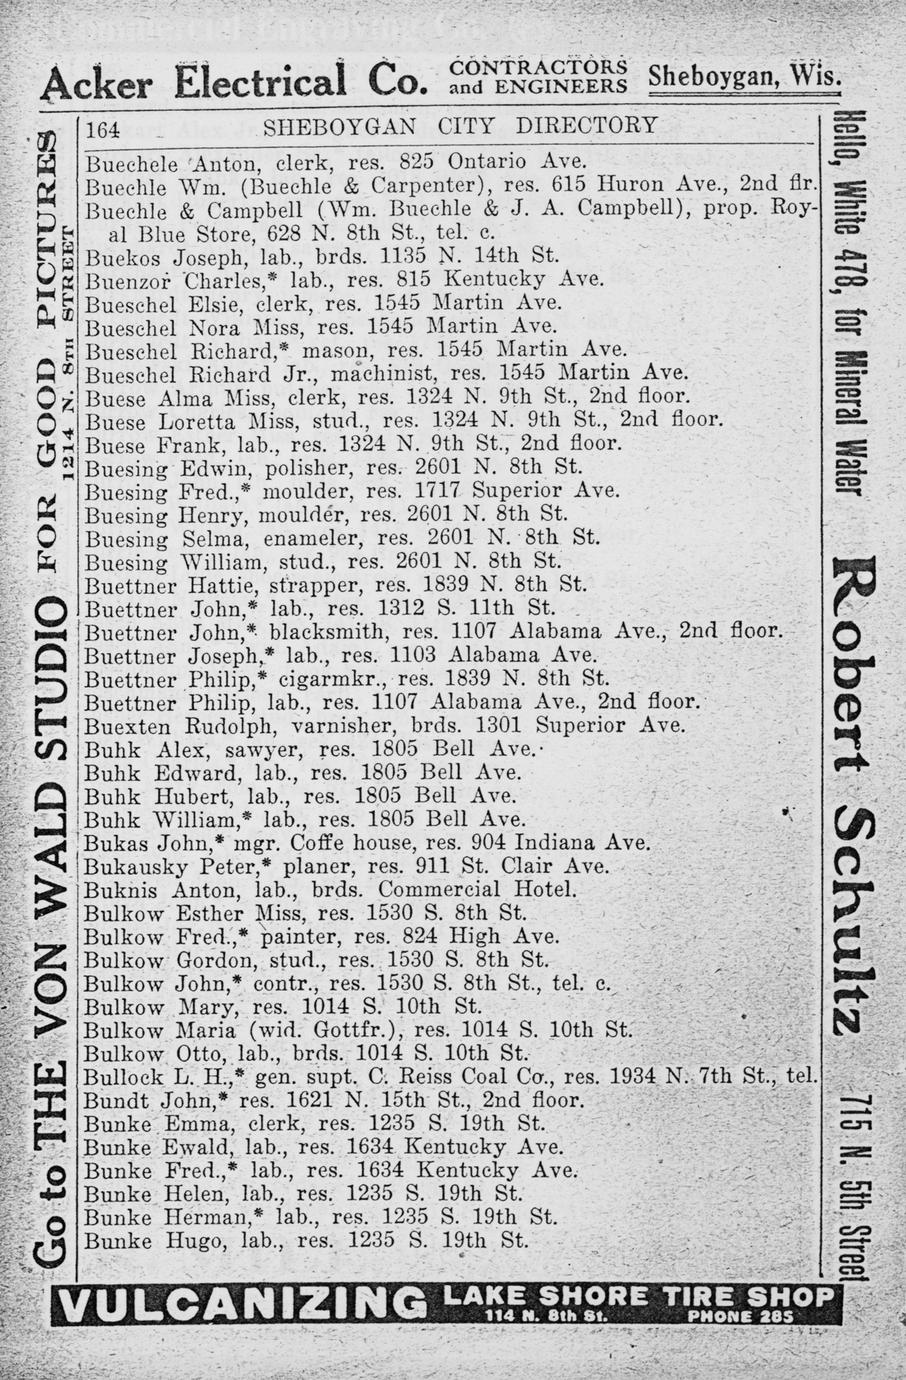 Acker Electrical Co. CONTRACTORS and ENGINEERS Sheboygan, Wis.
164 SHEBOYGAN CITY DIRECTORY
Buechele Anton, clerk, res. 825 Ontario Ave.
Buechle Wm. (Buechle & Carpenter), res. 615 Huron Ave., 2nd flr.
Buechle & Campbell (Wm. Buechle & J. A. Campbell), prop. Roy-
al Blue Store, 628 N. 8th St., tel. c.
Buekos Joseph, lab., brds. 1135 N. 14th St.
Buenzor Charles,* lab., res. 815 Kentucky Ave.
Bueschel Elsie, clerk, res. 1545 Martin Ave.
Bueschel Nora Miss, res. 1545 Martin Ave.
Bueschel Richard,* mason, res. 1545 Martin Ave.
Bueschel Richard Jr., machinist, res. 1545 Martin Ave.
Buese Alma Miss, clerk, res. 1324 N. 9th St., 2nd floor.
Buese Loretta Miss, stud., res. 1324 N. 9th St., 2nd floor.
Buese Frank, lab., res. 1324 N. 9th St., 2nd floor.
Buesing Edwin, polisher, res. 2601 N. 8th St.
Buesing Fred.,* moulder, res. 1717 Superior Ave.
Buesing Henry, moulder, res. 2601 N. 8th St.
Buesing Selma, enameler, res. 2601 N. 8th St.
Buesing William, stud., res. 2601 N. 8th St.
Buettner Hattie, strapper, res. 1839 N. 8th St.
Buettner John,* lab., res. 1312 S. 11th St.
Buettner John,* blacksmith, res. 1107 Alabama Ave., 2nd floor.
Buettner Joseph,* lab., res. 1103 Alabama Ave.
Buettner Philip,* cigarmkr., res. 1839 N. 8th St.
Buettner Philip, lab., res. 1107 Alabama Ave., 2nd floor.
Buexten Rudolph, varnisher, brds. 1301 Superior Ave.
Buhk Alex, sawyer, res. 1805 Bell Ave.
Buhk Edward, lab., res. 1805 Bell Ave.
Buhk Hubert, lab., res. 1805 Bell Ave.
Buhk William,* lab., res. 1805 Bell Ave.
Bukas John,* mgr. Coffe house, res. 904 Indiana Ave.
Bukausky Peter,* planer, res. 911 St. Clair Ave.
Buknis Anton, lab., brds. Commercial Hotel.
Bulkow Esther Miss, res. 1530 S. 8th St.
Bulkow Fred.,* painter, res. 824 High Ave.
Bulkow Gordon, stud., res. 1530 S. 8th St.
Bulkow John,* contr., res. 1530 S. 8th St., tel. c.
Bulkow Mary, res. 1014 S. 10th St.
Bulkow Maria (wid. Gottfr.), res. 1014 S. 10th St.
Bulkow Otto, lab., brds. 1014 S. 10th St.
Bullock L. H.,* gen. supt. C. Reiss Coal Co., res. 1934 N. 7th St., tel.
Bundt John,* res. 1621 N. 15th St., 2nd floor.
Bunke Emma, clerk, res. 1235 S. 19th St.
Bunke Ewald, lab., res. 1634 Kentucky Ave.
Bunke Fred.,* lab., res. 1634 Kentucky Ave.
Bunke Helen, lab., res. 1235 S. 19th St.
Bunke Herman,* lab., res. 1235 S. 19th St.
Bunke Hugo, lab., res. 1235 S. 19th St.
Go to THE VON WALD STUDIO FOR GOOD PICTURES
1214 N. 8TH STREET
Hello, White 478, for Mineral Water Robert Schultz 715 N. 5th Street
VULCANIZING LAKE SHORE TIRE SHOP
114 N. 8th St. PHONE 285